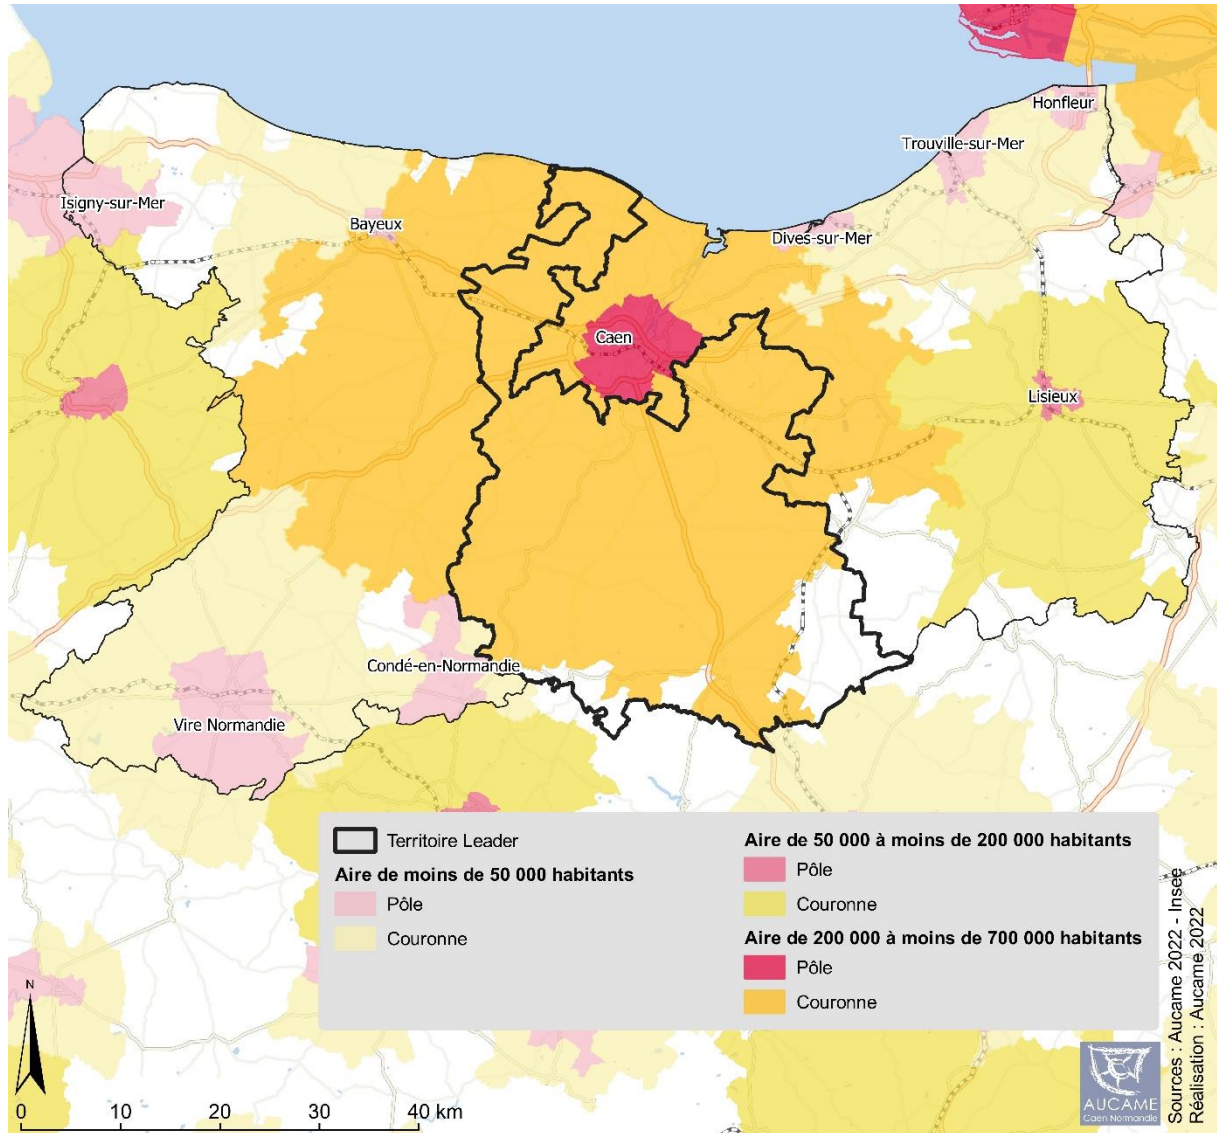 Honfleur
Trouville-sur-Mer
Isigny-sur-Mer
Bayeux
Dives-sur-Mer
Caen
Lisieux
Condé-en-Normandie
Vire Normandie
Territoire Leader
Aire de moins de 50 000 habitants
Pôle
Couronne
Aire de 50 000 à moins de 200 000 habitants
Pôle
Couronne
Aire de 200 000 à moins de 700 000 habitants
Pôle
Couronne
Sources : Aucame 2022 - Insee
Réalisation : Aucame 2022
N
0 10 20 30 40 km
AUCAME
Caen Normandie